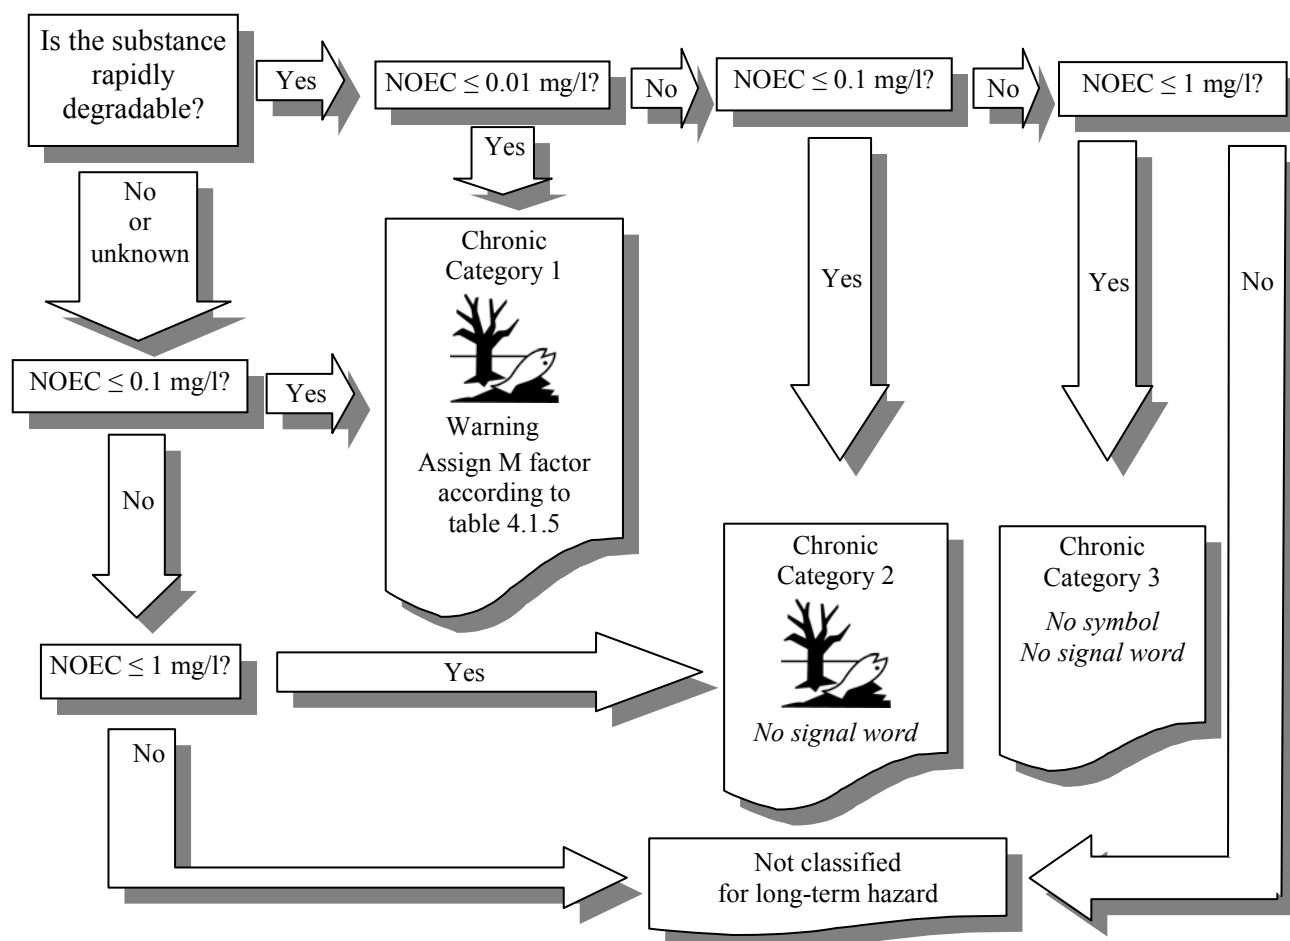 Is the substance
rapidly
degradable?
Yes
NOEC ≤ 0.01 mg/l?
No
NOEC ≤ 0.1 mg/l?
No
NOEC ≤ 1 mg/l?
Yes
No
or
unknown
Chronic
Category 1
Warning
Assign M factor
according to
table 4.1.5
Yes
Yes
No
NOEC ≤ 0.1 mg/l?
Yes
No
Chronic
Category 2
No signal word
Chronic
Category 3
No symbol
No signal word
NOEC ≤ 1 mg/l?
Yes
No
Not classified
for long-term hazard